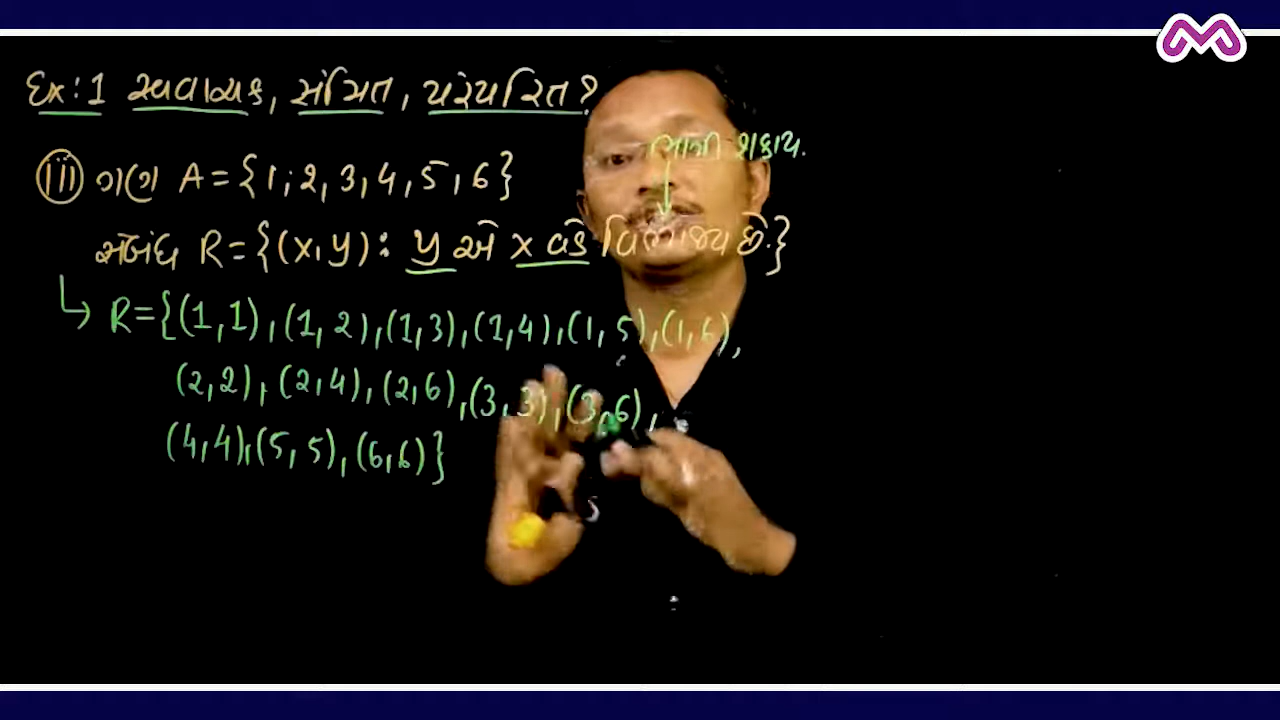 Ex: 1 સ્વવાચક, સંમિત, પરંપરિત ?
ભાગી શકાય.
(iii) ગણ A = {1, 2, 3, 4, 5, 6}
સંબંધ R = {(x, y) : y એ x વડે વિભાજ્ય છે.}
↳ R = {(1,1), (1,2), (1,3), (1,4), (1,5), (1,6),
(2,2), (2,4), (2,6), (3,3), (3,6),
(4,4), (5,5), (6,6)}